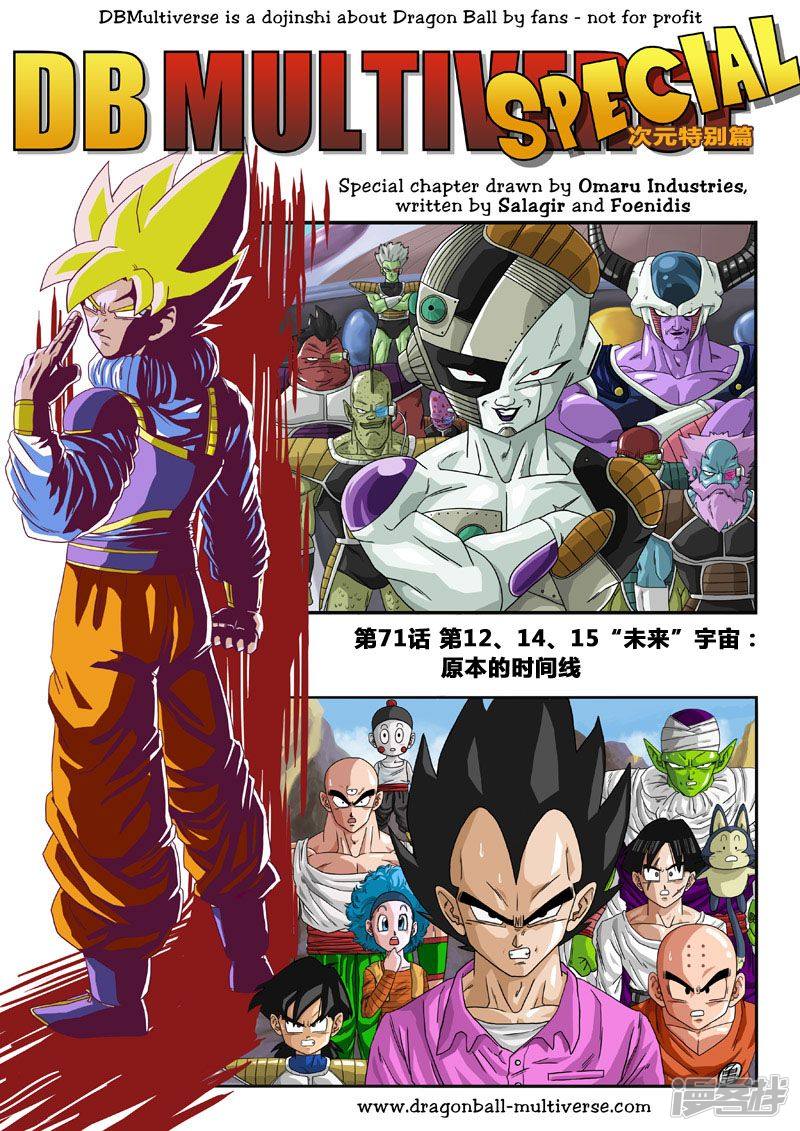 DBMultiverse is a dojinshi about Dragon Ball by fans - not for profit
DB MULTIVERSE
SPECIAL
次元特别篇
Special chapter drawn by Omaru Industries,
written by Salagir and Foenidis
第71话 第12、14、15“未来”宇宙：
原本的时间线
www.dragonball-multiverse.com
漫客栈